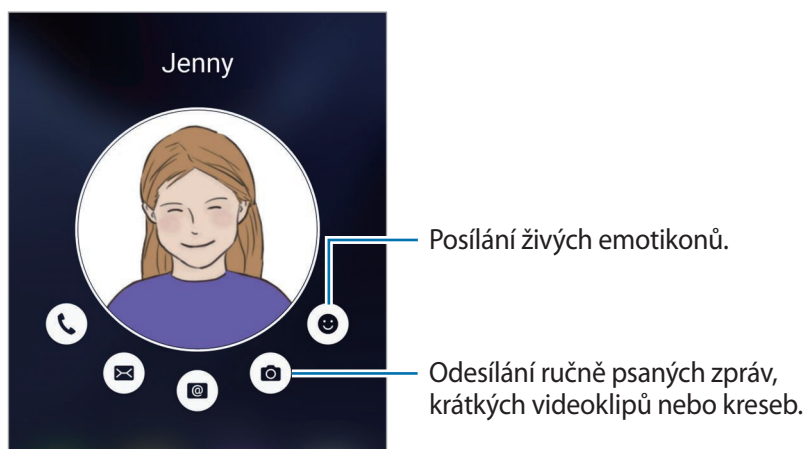 Jenny
Posílání živých emotikonů.
@
Odesílání ručně psaných zpráv,
krátkých videoklipů nebo kreseb.